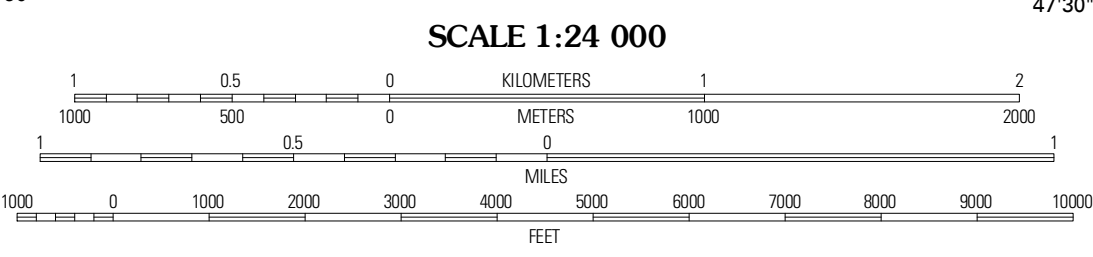 47'30"
SCALE 1:24 000
1 0.5 0 KILOMETERS 1 2
1000 500 0 METERS 1000 2000
1 0.5 0 1
MILES
1000 0 1000 2000 3000 4000 5000 6000 7000 8000 9000 10000
FEET